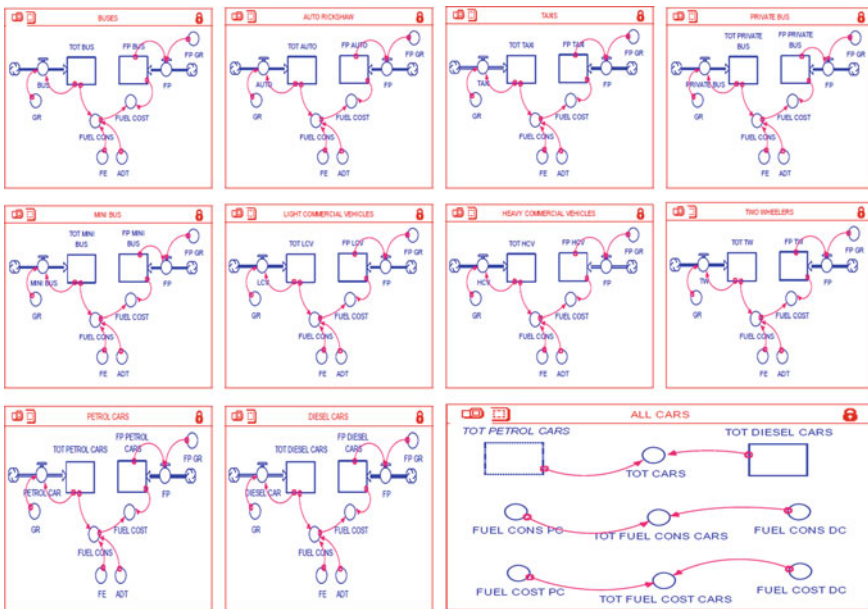 BUSES
TOT BUS
FP BUS
FP GR
BUS
FP
GR
FUEL COST
FUEL CONS
FE
ADT
AUTO RICKSHAW
TOT AUTO
FP AUTO
FP GR
AUTO
FP
GR
FUEL COST
FUEL CONS
FE
ADT
TAXIS
TOT TAXI
FP TAXI
FP GR
TAXI
FP
GR
FUEL COST
FUEL CONS
FE
ADT
PRIVATE BUS
TOT PRIVATE
BUS
FP PRIVATE
BUS
FP GR
PRIVATE BUS
FP
GR
FUEL COST
FUEL CONS
FE
ADT
MINI BUS
TOT MINI
BUS
FP MINI
BUS
FP GR
MINI BUS
FP
GR
FUEL COST
FUEL CONS
FE
ADT
LIGHT COMMERCIAL VEHICLES
TOT LCV
FP LCV
FP GR
LCV
FP
GR
FUEL COST
FUEL CONS
FE
ADT
HEAVY COMMERCIAL VEHICLES
TOT HCV
FP HCV
FP GR
HCV
FP
GR
FUEL COST
FUEL CONS
FE
ADT
TWO WHEELERS
TOT TW
FP TW
FP GR
TW
FP
GR
FUEL COST
FUEL CONS
FE
ADT
PETROL CARS
TOT PETROL CARS
FP PETROL
CARS
FP GR
PETROL CAR
FP
GR
FUEL COST
FUEL CONS
FE
ADT
DIESEL CARS
TOT DIESEL CARS
FP DIESEL
CARS
FP GR
DIESEL CAR
FP
GR
FUEL COST
FUEL CONS
FE
ADT
ALL CARS
TOT PETROL CARS
TOT DIESEL CARS
TOT CARS
FUEL CONS PC
TOT FUEL CONS CARS
FUEL CONS DC
FUEL COST PC
TOT FUEL COST CARS
FUEL COST DC